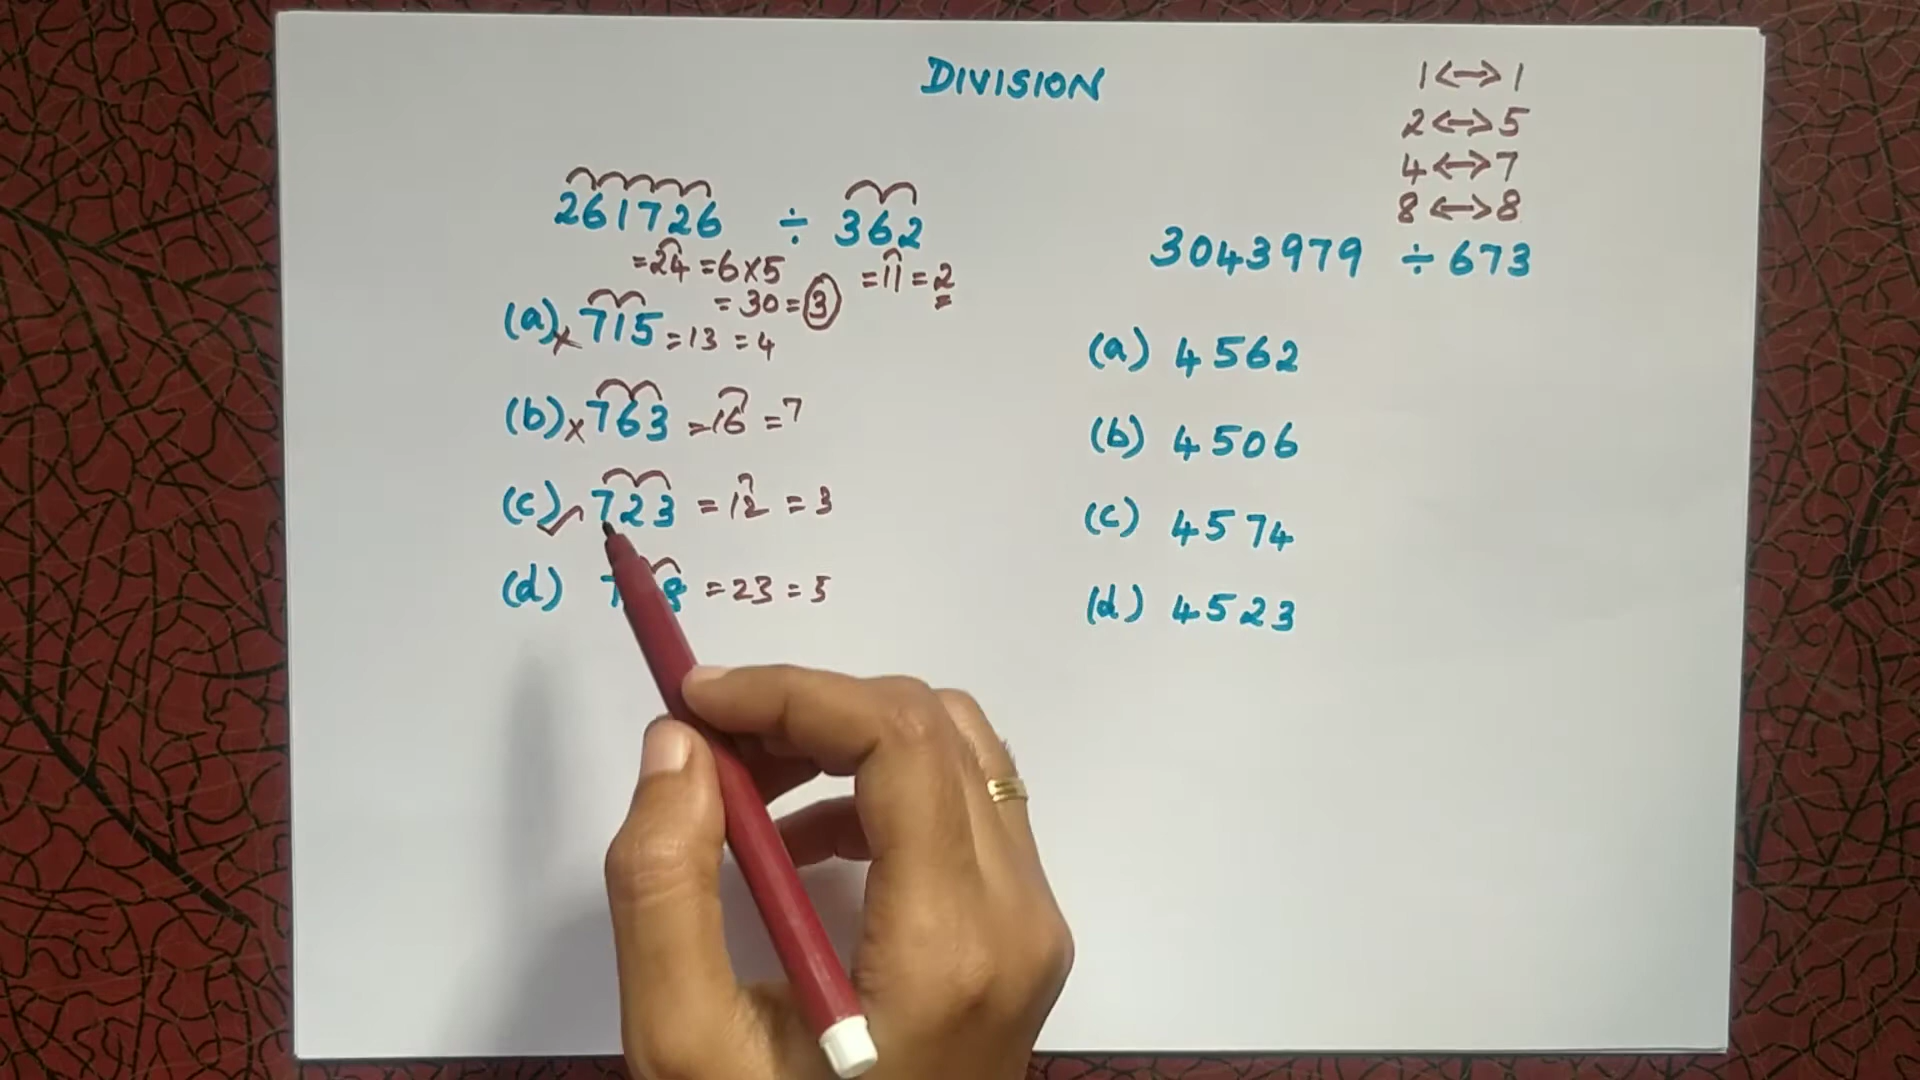 DIVISION
1 <-> 1
2 <-> 5
4 <-> 7
8 <-> 8
261726 ÷ 362
= 24 = 6 x 5
= 30 = 3
= 11 = 2
(a) x 715 = 13 = 4
(b) x 763 = 16 = 7
(c) ✓ 723 = 12 = 3
(d) 8 = 23 = 5
3043979 ÷ 673
(a) 4562
(b) 4506
(c) 4574
(d) 4523